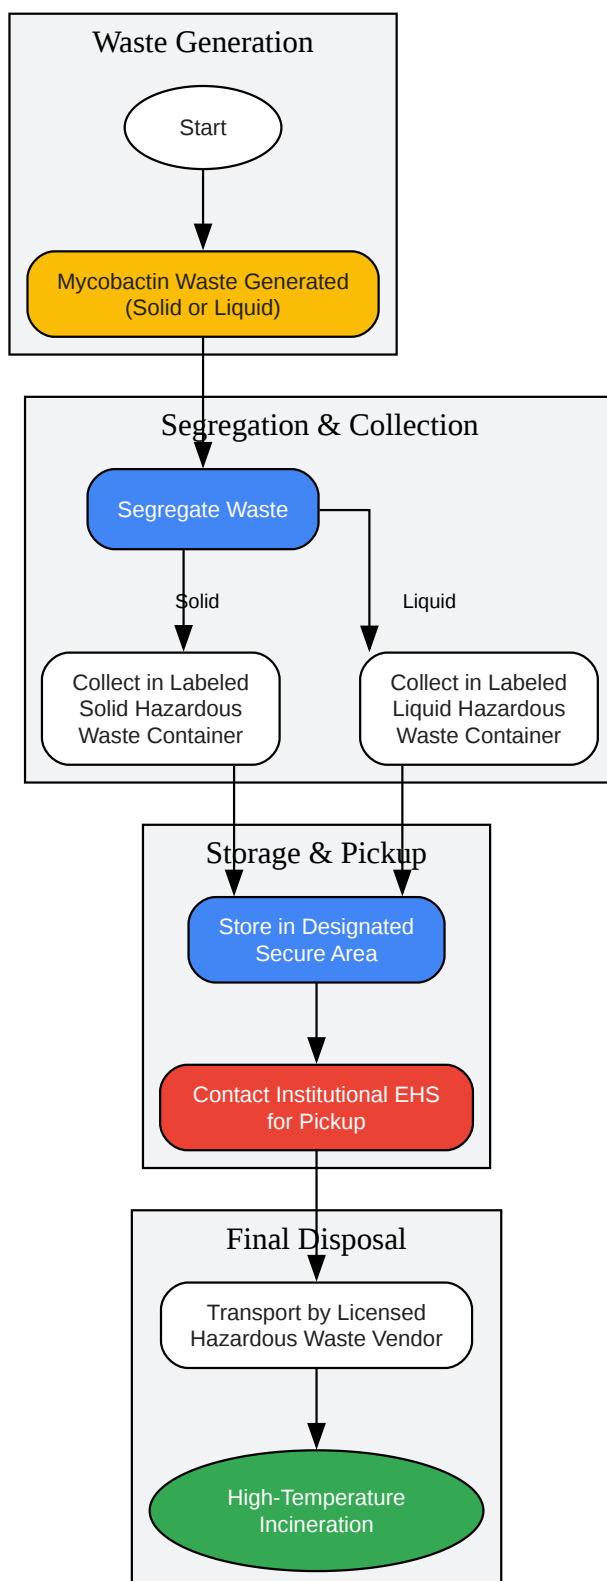 Waste Generation
Start
Mycobactin Waste Generated
(Solid or Liquid)
Segregation & Collection
Segregate Waste
Solid
Liquid
Collect in Labeled
Solid Hazardous
Waste Container
Collect in Labeled
Liquid Hazardous
Waste Container
Storage & Pickup
Store in Designated
Secure Area
Contact Institutional EHS
for Pickup
Final Disposal
Transport by Licensed
Hazardous Waste Vendor
High-Temperature
Incineration